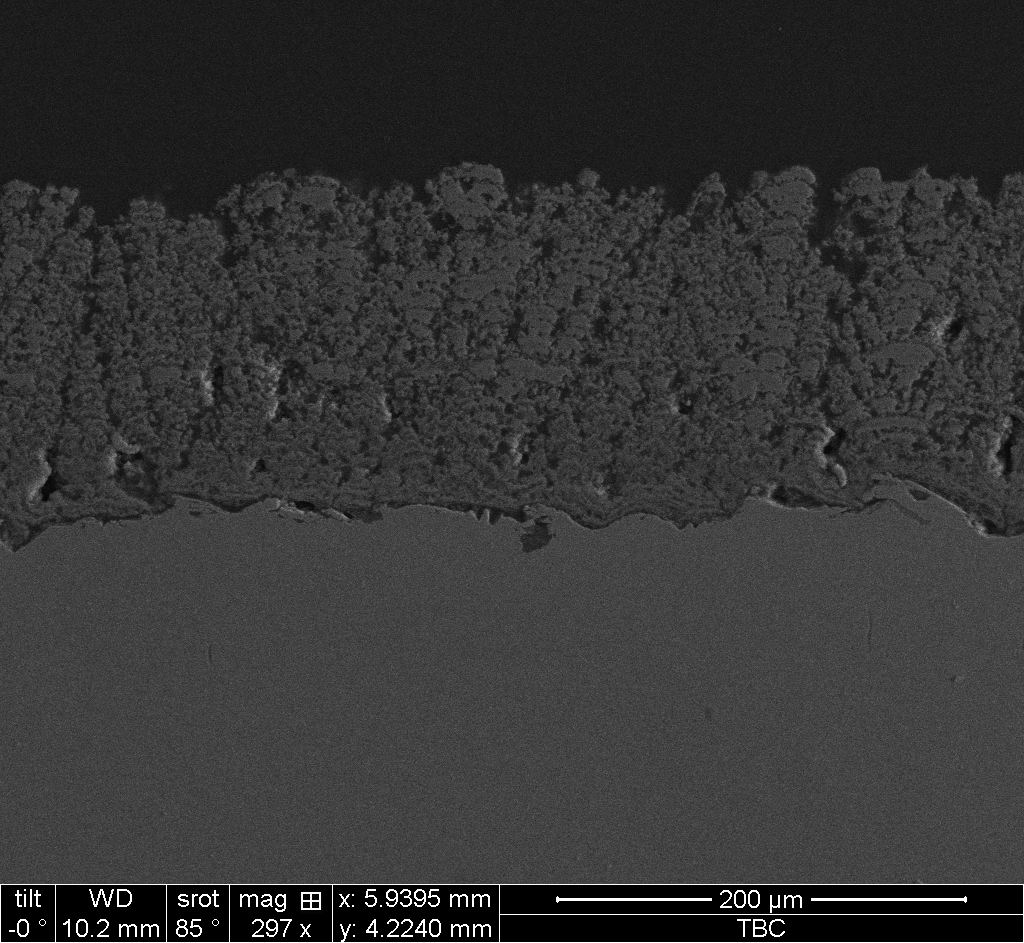 tilt WD srot mag ⊞ x: 5.9395 mm 200 µm
-0 ° 10.2 mm 85 ° 297 x y: 4.2240 mm TBC